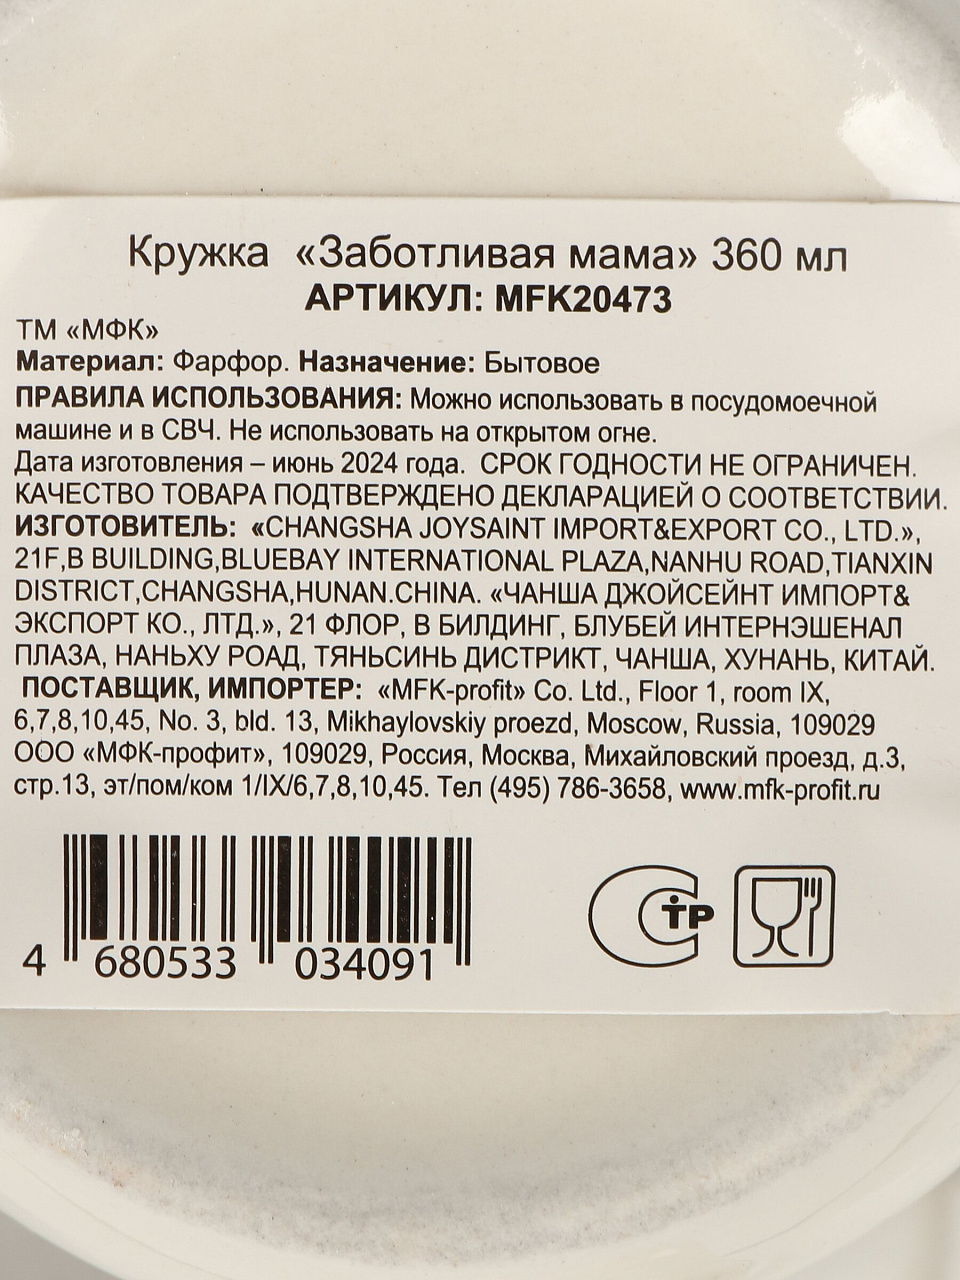 Кружка «Заботливая мама» 360 мл
АРТИКУЛ: MFK20473
ТМ «МФК»
Материал: Фарфор. Назначение: Бытовое
ПРАВИЛА ИСПОЛЬЗОВАНИЯ: Можно использовать в посудомоечной
машине и в СВЧ. Не использовать на открытом огне.
Дата изготовления – июнь 2024 года. СРОК ГОДНОСТИ НЕ ОГРАНИЧЕН.
КАЧЕСТВО ТОВАРА ПОДТВЕРЖДЕНО ДЕКЛАРАЦИЕЙ О СООТВЕТСТВИИ.
ИЗГОТОВИТЕЛЬ: «CHANGSHA JOYSAINT IMPORT&EXPORT CO., LTD.»,
21F,B BUILDING,BLUEBAY INTERNATIONAL PLAZA,NANHU ROAD,TIANXIN
DISTRICT,CHANGSHA,HUNAN.CHINA. «ЧАНША ДЖОЙСЕЙНТ ИМПОРТ&
ЭКСПОРТ КО., ЛТД.», 21 ФЛОР, В БИЛДИНГ, БЛУБЕЙ ИНТЕРНЭШЕНАЛ
ПЛАЗА, НАНЬХУ РОАД, ТЯНЬСИНЬ ДИСТРИКТ, ЧАНША, ХУНАНЬ, КИТАЙ.
ПОСТАВЩИК, ИМПОРТЕР: «MFK-profit» Co. Ltd., Floor 1, room IX,
6,7,8,10,45, No. 3, bld. 13, Mikhaylovskiy proezd, Moscow, Russia, 109029
ООО «МФК-профит», 109029, Россия, Москва, Михайловский проезд, д.3,
стр.13, эт/пом/ком 1/IX/6,7,8,10,45. Тел (495) 786-3658, www.mfk-profit.ru
4 680533 034091
СТР